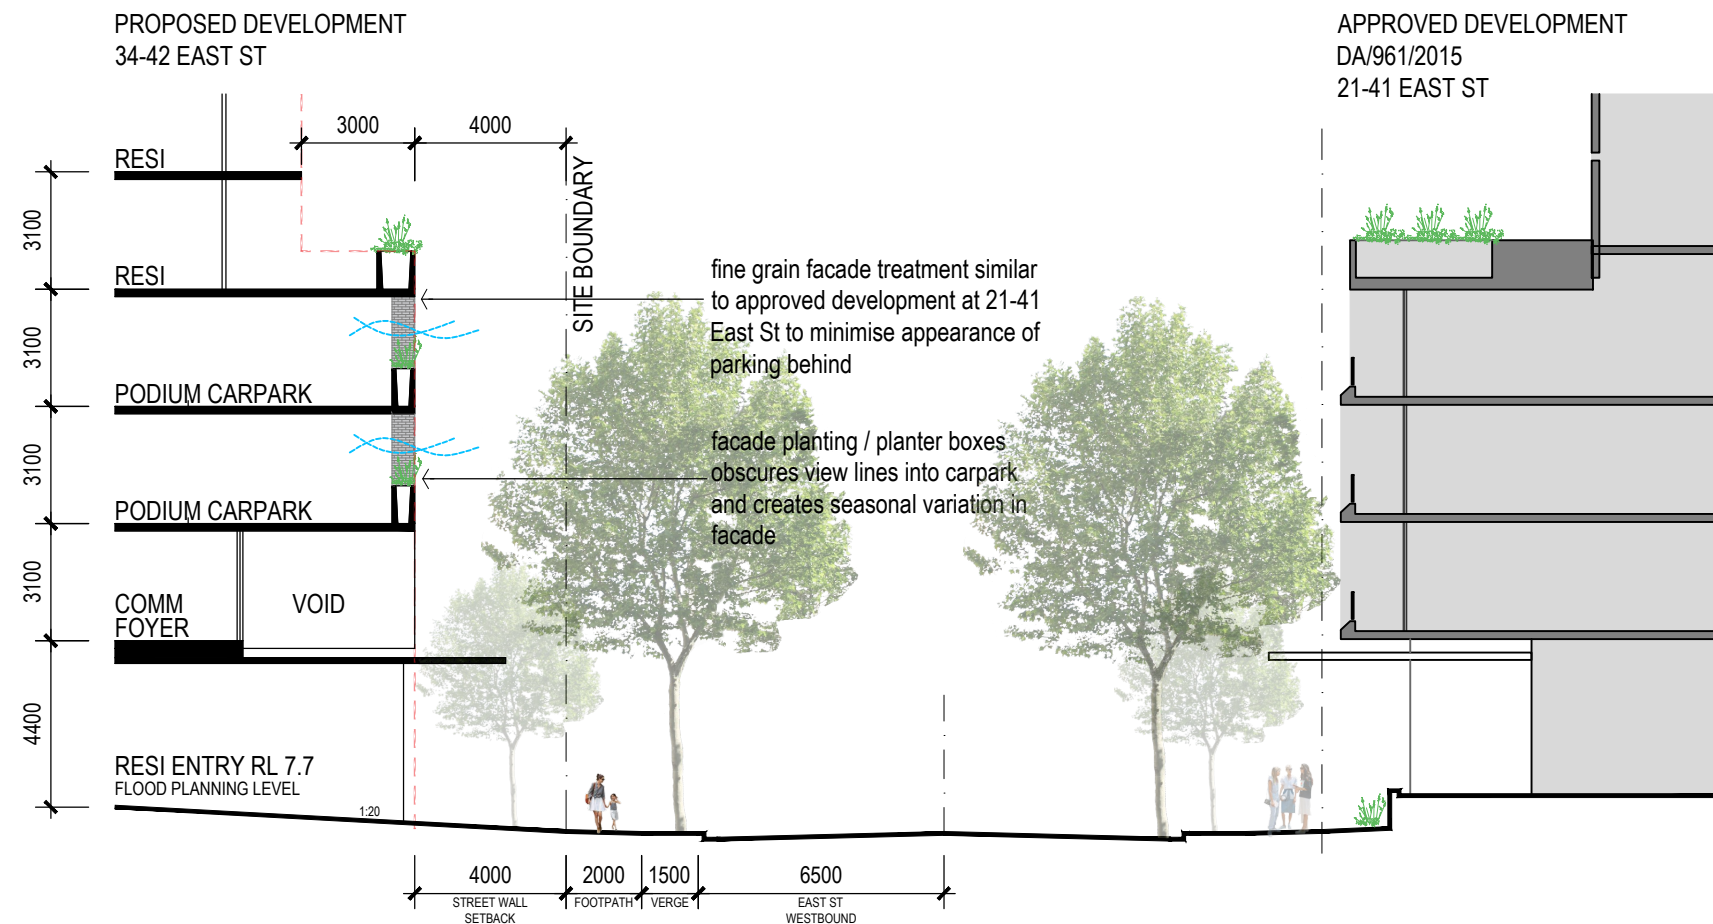 PROPOSED DEVELOPMENT
34-42 EAST ST
APPROVED DEVELOPMENT
DA/961/2015
21-41 EAST ST
3000
4000
RESI
3100
SITE BOUNDARY
RESI
fine grain facade treatment similar
to approved development at 21-41
East St to minimise appearance of
parking behind
3100
PODIUM CARPARK
facade planting / planter boxes
obscures view lines into carpark
and creates seasonal variation in
facade
3100
PODIUM CARPARK
3100
COMM
FOYER
VOID
4400
RESI ENTRY RL 7.7
FLOOD PLANNING LEVEL
1:20
4000
STREET WALL
SETBACK
2000
FOOTPATH
1500
VERGE
6500
EAST ST
WESTBOUND